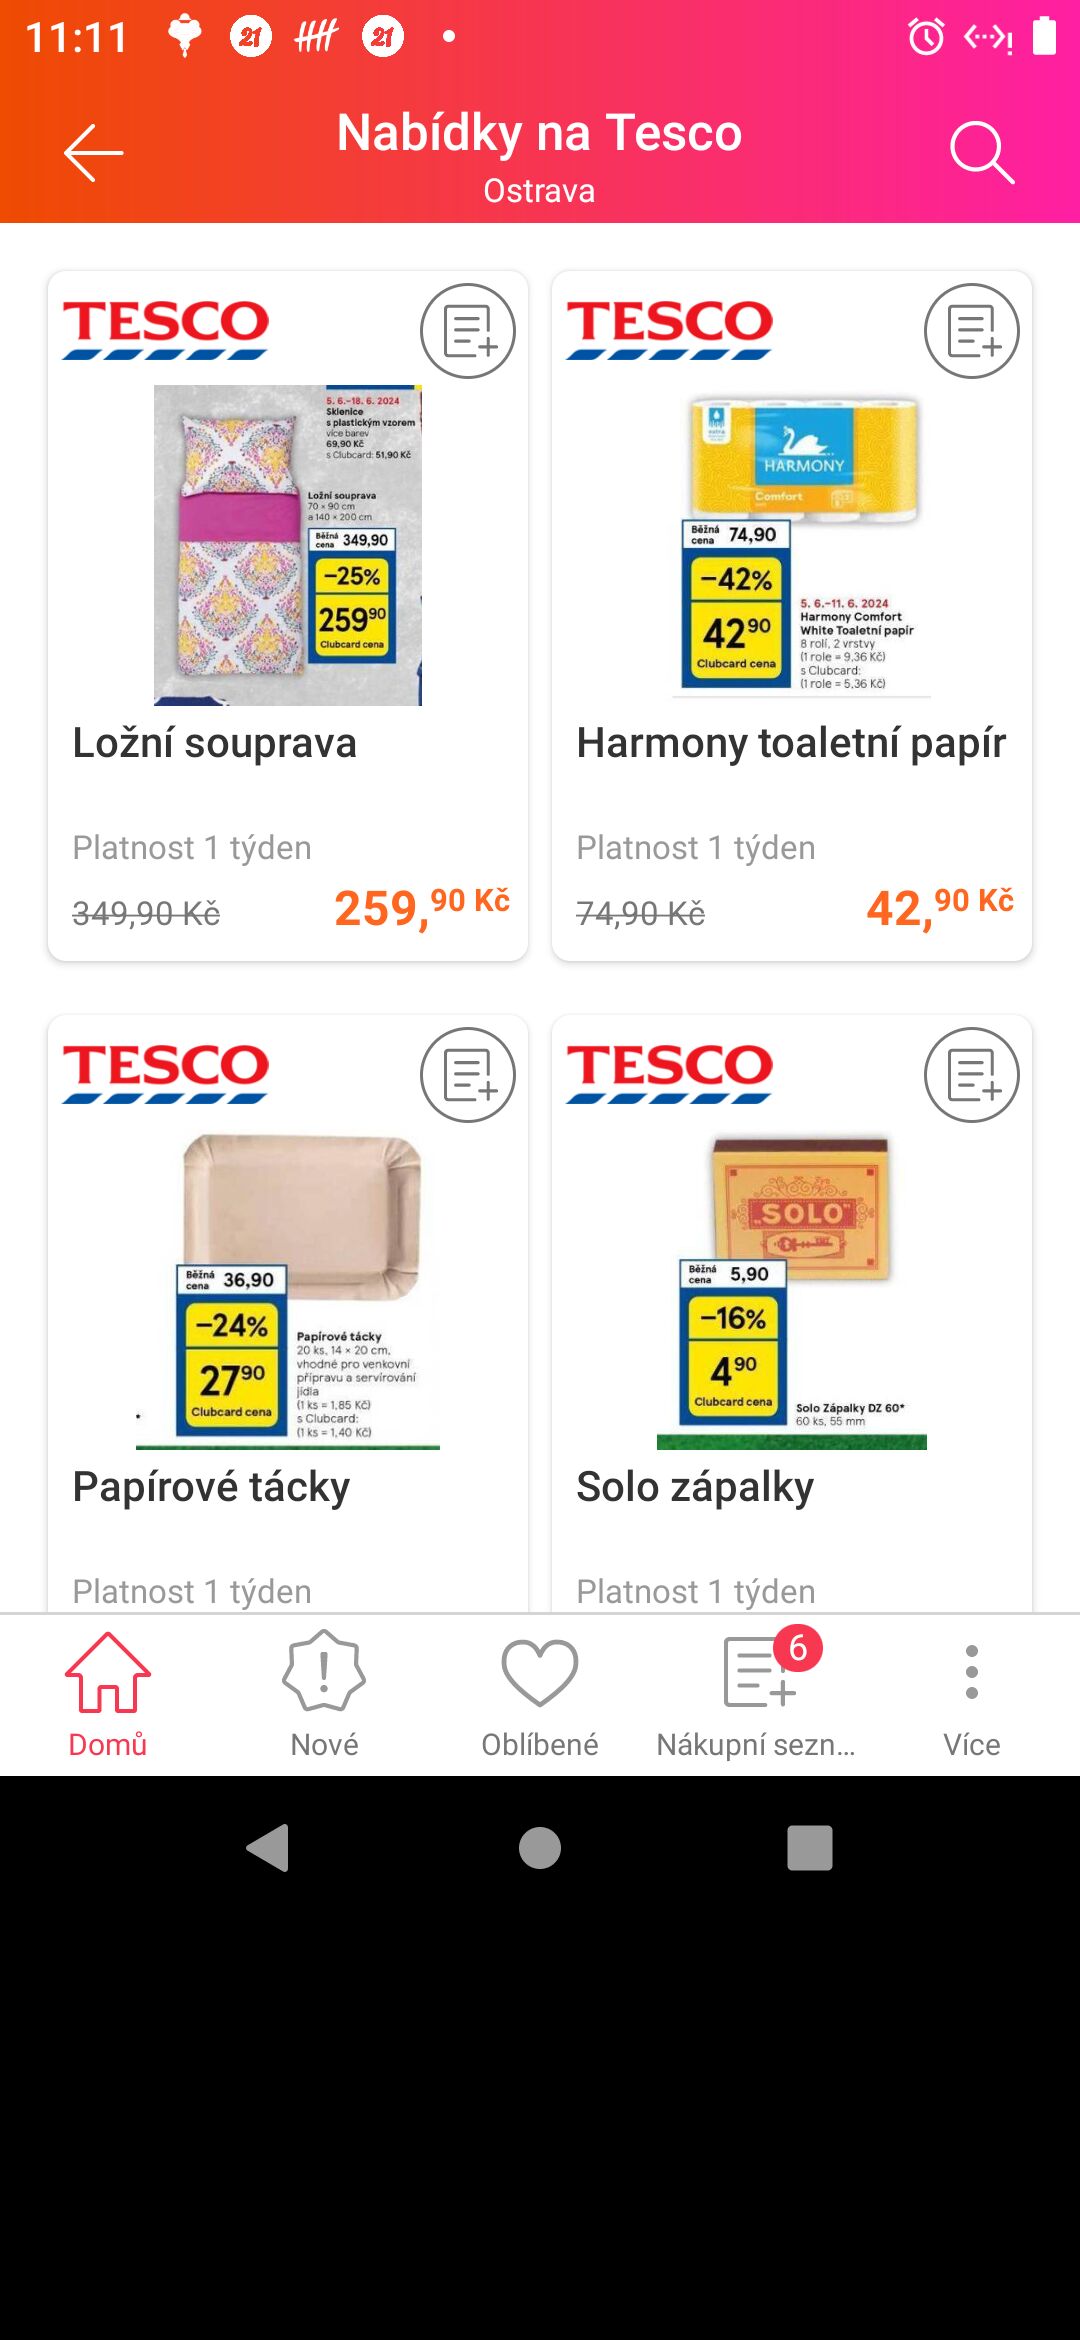 11:11
21
21
Nabídky na Tesco
Ostrava
TESCO
5. 6.–18. 6. 2024
Sklenice
s plastickým vzorem
více barev
69,90 Kč
s Clubcard: 51,90 Kč
Ložní souprava
70 × 90 cm
a 140 × 200 cm
Běžná cena 349,90
–25%
259 90
Clubcard cena
Ložní souprava
Platnost 1 týden
349,90 Kč 259,90 Kč
TESCO
HARMONY
Comfort
Běžná cena 74,90
–42%
42 90
Clubcard cena
5. 6.–11. 6. 2024
Harmony Comfort
White Toaletní papír
8 rolí, 2 vrstvy
(1 role = 9,36 Kč)
s Clubcard:
(1 role = 5,36 Kč)
Harmony toaletní papír
Platnost 1 týden
74,90 Kč 42,90 Kč
TESCO
Běžná cena 36,90
–24%
27 90
Clubcard cena
Papírové tácky
20 ks, 14 × 20 cm,
vhodné pro venkovní
přípravu a servírování
jídla
(1 ks = 1,85 Kč)
s Clubcard:
(1 ks = 1,40 Kč)
Papírové tácky
Platnost 1 týden
TESCO
"SOLO"
Běžná cena 5,90
–16%
4 90
Clubcard cena
Solo Zápalky DZ 60*
60 ks, 55 mm
Solo zápalky
Platnost 1 týden
6
Domů
Nové
Oblíbené
Nákupní sezn...
Více